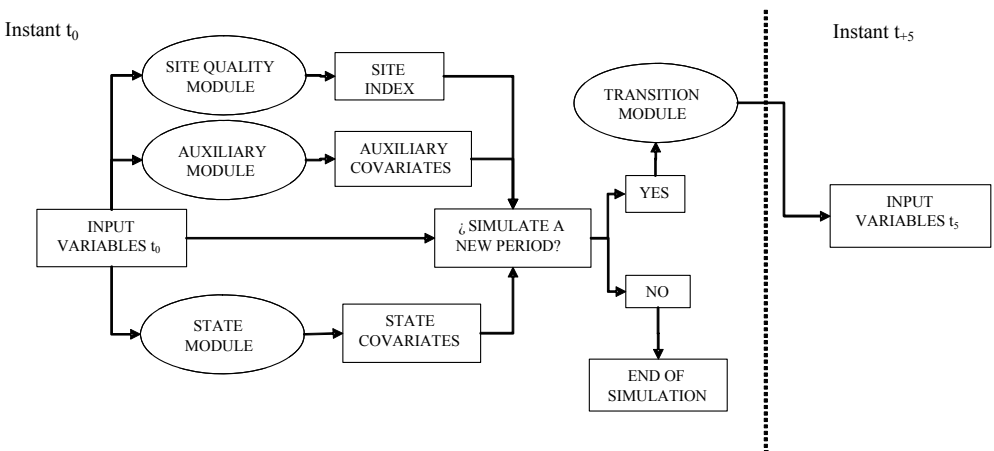 Instant t0
Instant t+5
SITE QUALITY
MODULE
SITE
INDEX
TRANSITION
MODULE
AUXILIARY
MODULE
AUXILIARY
COVARIATES
YES
INPUT
VARIABLES t0
¿ SIMULATE A
NEW PERIOD?
INPUT
VARIABLES t5
NO
STATE
MODULE
STATE
COVARIATES
END OF
SIMULATION